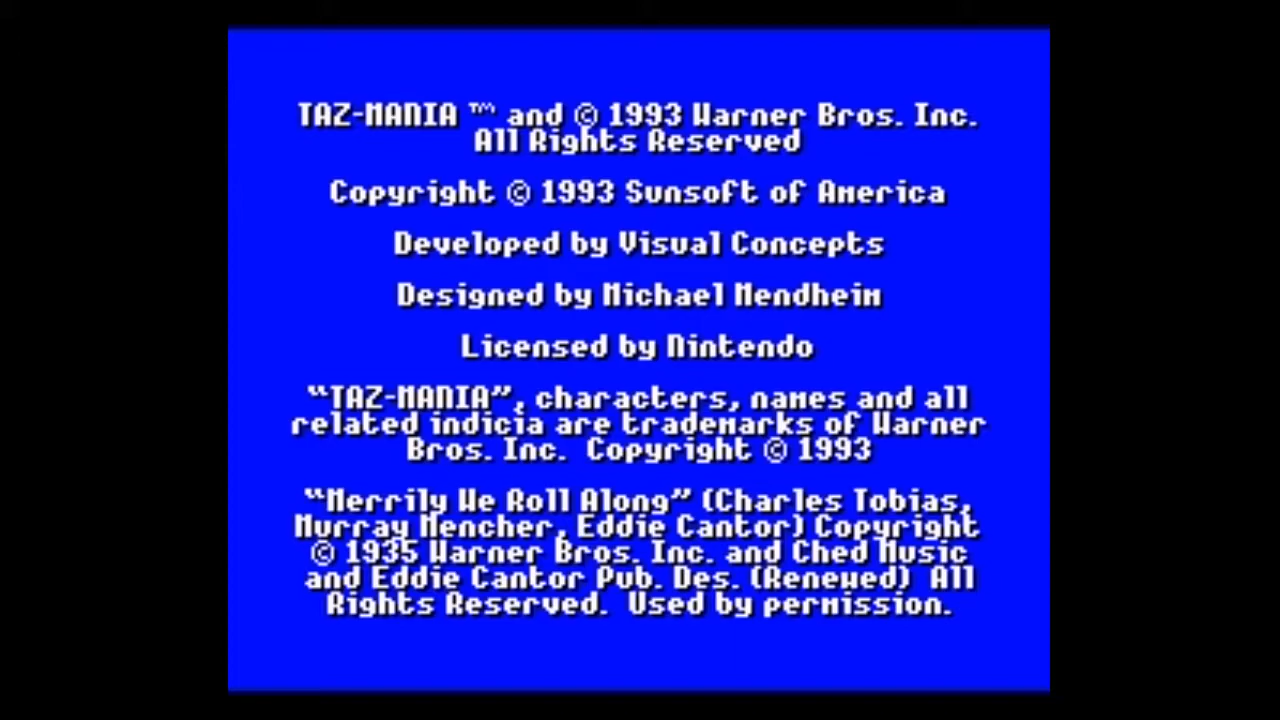 TAZ-MANIA ™ and © 1993 Warner Bros. Inc.
All Rights Reserved
Copyright © 1993 Sunsoft of America
Developed by Visual Concepts
Designed by Michael Mendheim
Licensed by Nintendo
“TAZ-MANIA”, characters, names and all
related indicia are trademarks of Warner
Bros. Inc.  Copyright © 1993
“Merrily We Roll Along” (Charles Tobias,
Murray Mencher, Eddie Cantor) Copyright
© 1935 Warner Bros. Inc. and Ched Music
and Eddie Cantor Pub. Des. (Renewed)  All
Rights Reserved.  Used by permission.